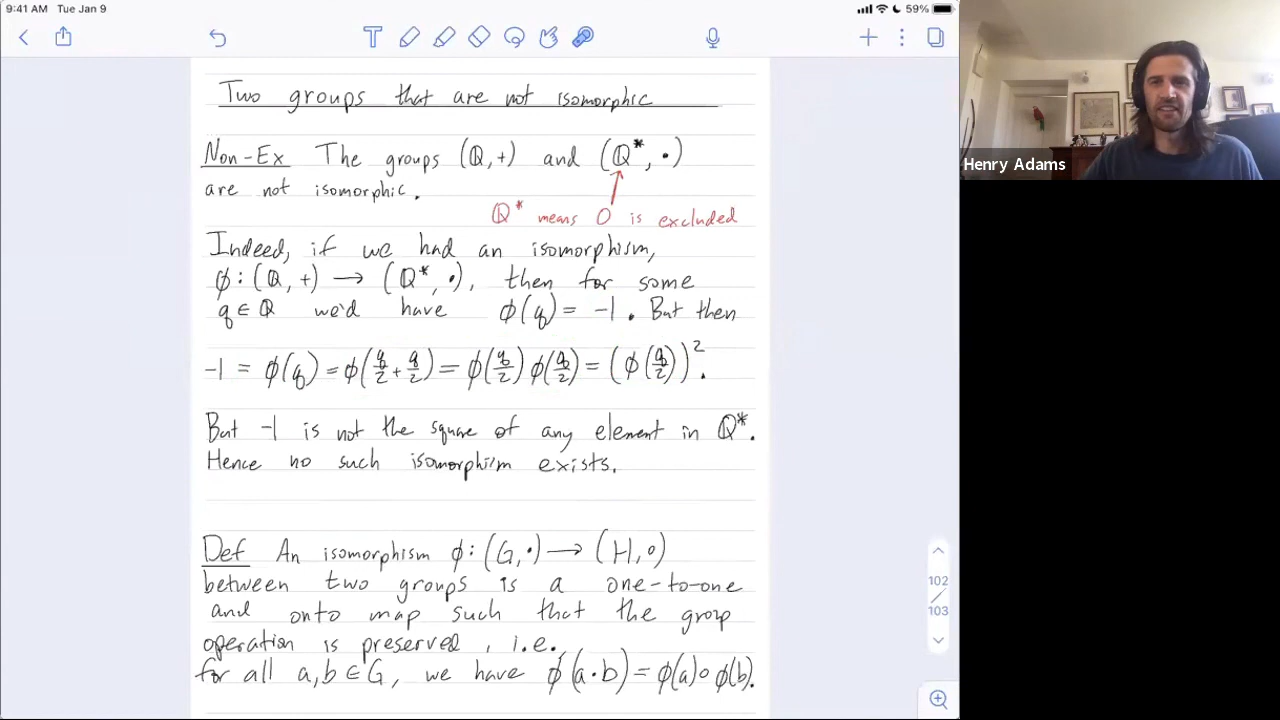 9:41 AM Tue Jan 9
59%
Two groups that are not isomorphic
Henry Adams
Non-Ex The groups (ℚ, +) and (ℚ*, •)
are not isomorphic.
ℚ* means 0 is excluded
Indeed, if we had an isomorphism,
ϕ: (ℚ, +) → (ℚ*, •), then for some
q ∈ ℚ we'd have ϕ(q) = -1. But then
-1 = ϕ(q) = ϕ(q/2 + q/2) = ϕ(q/2) ϕ(q/2) = (ϕ(q/2))².
But -1 is not the square of any element in ℚ*.
Hence no such isomorphism exists.
Def An isomorphism ϕ: (G, •) → (H, ∘)
between two groups is a one-to-one
and onto map such that the group
operation is preserved, i.e.
for all a, b ∈ G, we have ϕ(a • b) = ϕ(a) ∘ ϕ(b).
102
/
103